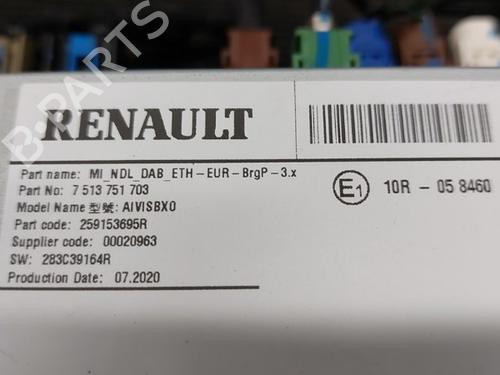 RENAULT
Part name: MI_NDL_DAB_ETH-EUR-BrgP-3.x
Part No: 7 513 751 703
Model Name 型號: AIVISBX0
Part code: 259153695R
Supplier code: 00020963
SW: 283C39164R
Production Date: 07.2020
E1 10R - 05 8460
B-PARTS